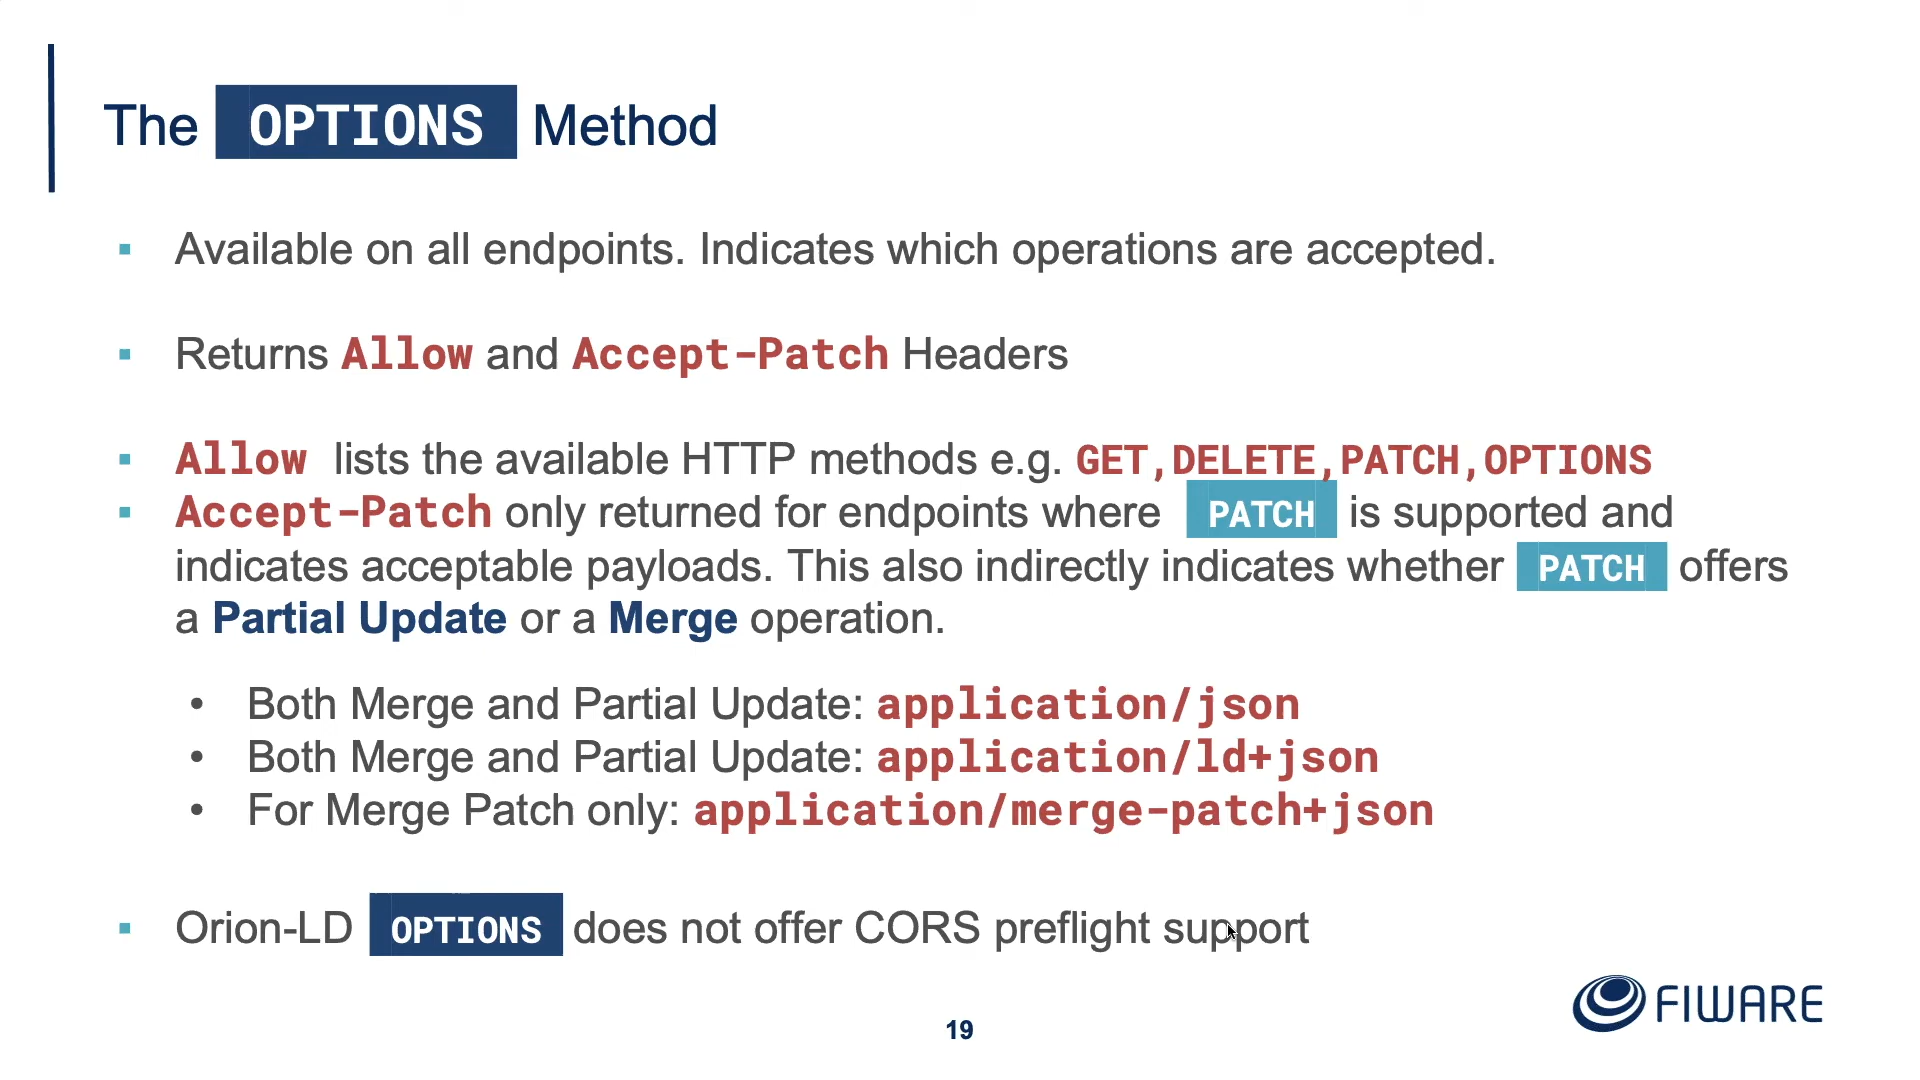 The OPTIONS Method
▪ Available on all endpoints. Indicates which operations are accepted.
▪ Returns Allow and Accept-Patch Headers
▪ Allow lists the available HTTP methods e.g. GET,DELETE,PATCH,OPTIONS
▪ Accept-Patch only returned for endpoints where PATCH is supported and
indicates acceptable payloads. This also indirectly indicates whether PATCH offers
a Partial Update or a Merge operation.
• Both Merge and Partial Update: application/json
• Both Merge and Partial Update: application/ld+json
• For Merge Patch only: application/merge-patch+json
▪ Orion-LD OPTIONS does not offer CORS preflight support
FIWARE
19